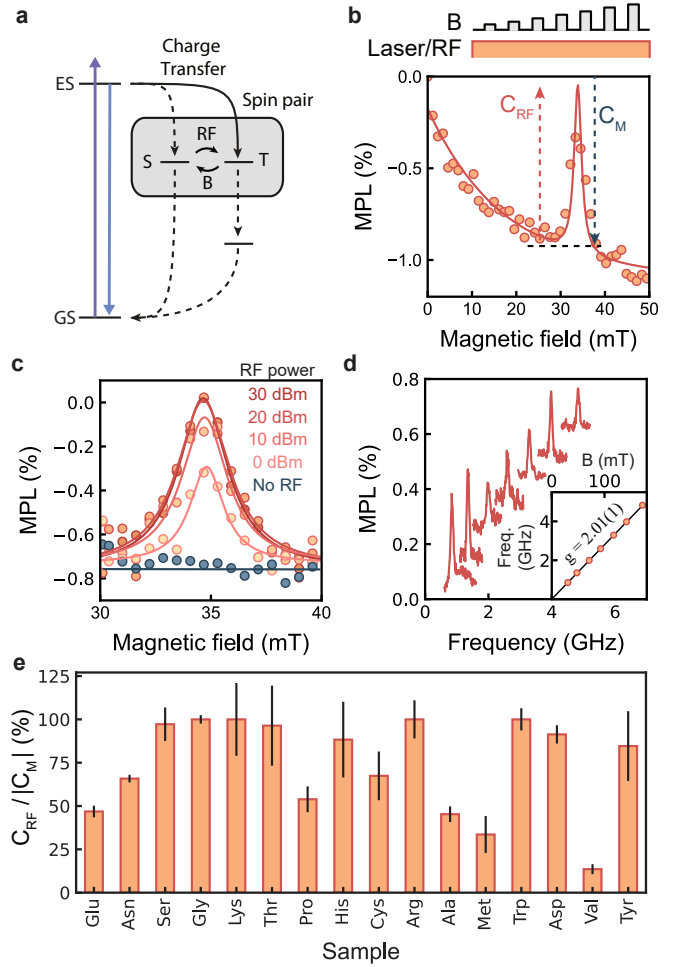 a
Charge
Transfer
ES
Spin pair
RF
S
T
B
GS
b
B
Laser/RF
0.0
−0.5
−1.0
MPL (%)
C_RF
C_M
0
10
20
30
40
50
Magnetic field (mT)
c
RF power
30 dBm
20 dBm
10 dBm
0 dBm
No RF
0.0
−0.2
−0.4
−0.6
−0.8
MPL (%)
30
35
40
Magnetic field (mT)
d
0.8
0.6
0.4
0.2
0.0
MPL (%)
B (mT)
0
100
4
2
Freq.
(GHz)
g = 2.01(1)
0
2
4
6
Frequency (GHz)
e
125
100
75
50
25
0
C_RF / |C_M| (%)
Glu
Asn
Ser
Gly
Lys
Thr
Pro
His
Cys
Arg
Ala
Met
Trp
Asp
Val
Tyr
Sample